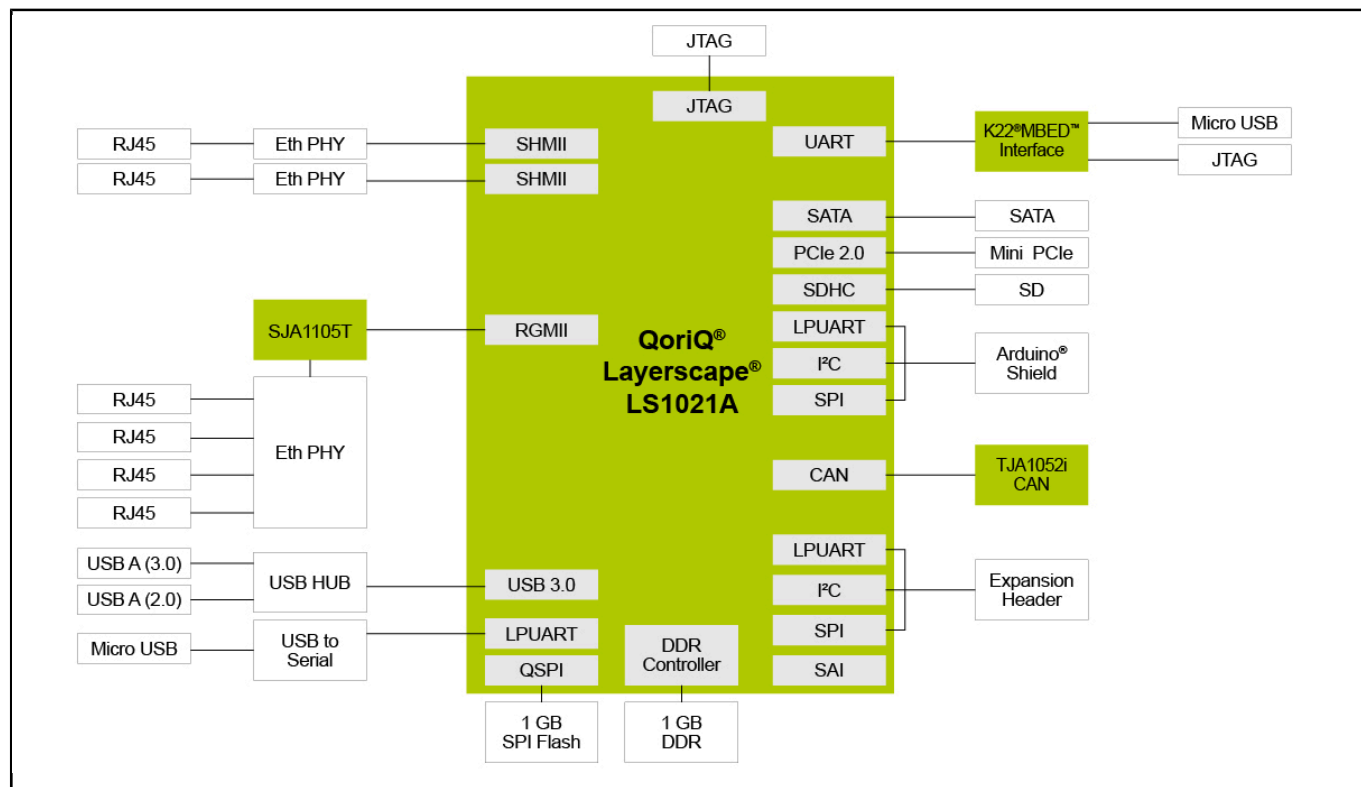 JTAG
JTAG
RJ45
Eth PHY
SHMII
RJ45
Eth PHY
SHMII
UART
K22®MBED™
Interface
Micro USB
JTAG
SATA
SATA
PCIe 2.0
Mini PCIe
SDHC
SD
SJA1105T
RGMII
QoriQ®
Layerscape®
LS1021A
LPUART
I²C
SPI
Arduino®
Shield
RJ45
RJ45
RJ45
RJ45
Eth PHY
CAN
TJA1052i
CAN
USB A (3.0)
USB A (2.0)
USB HUB
USB 3.0
LPUART
I²C
SPI
Expansion
Header
Micro USB
USB to
Serial
LPUART
QSPI
DDR
Controller
SAI
1 GB
SPI Flash
1 GB
DDR